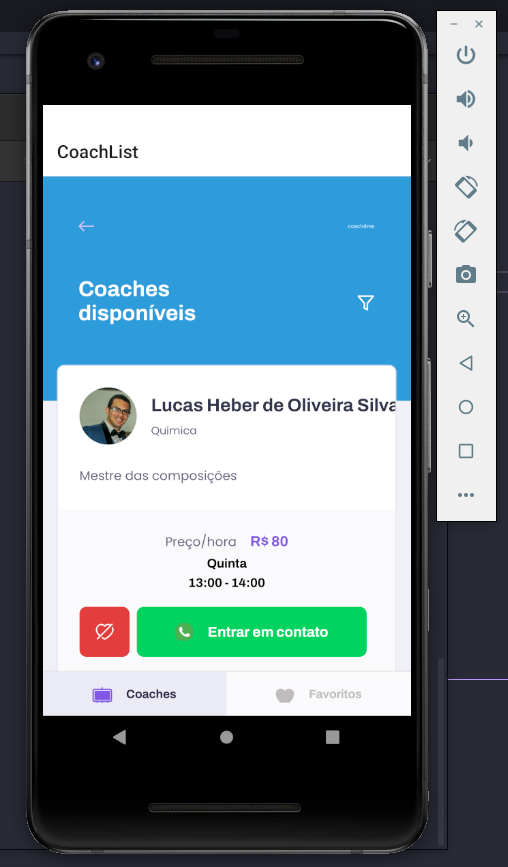 CoachList
coach4me
Coaches
disponíveis
Lucas Heber de Oliveira Silva
Química
Mestre das composições
Preço/hora R$ 80
Quinta
13:00 - 14:00
Entrar em contato
Coaches
Favoritos